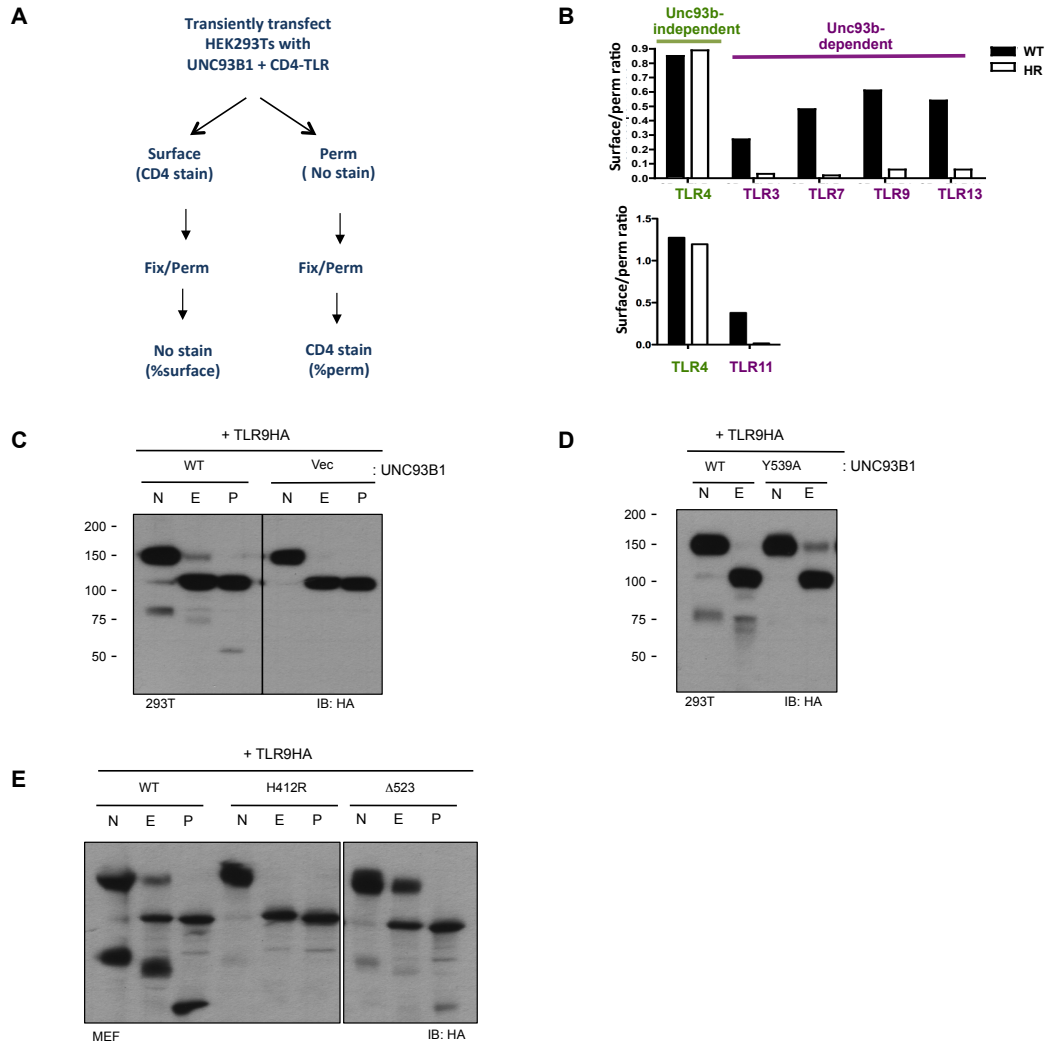 A
Transiently transfect
HEK293Ts with
UNC93B1 + CD4-TLR
Surface
(CD4 stain)
Perm
( No stain)
Fix/Perm
Fix/Perm
No stain
(%surface)
CD4 stain
(%perm)
B
Unc93b-
independent
Unc93b-
dependent
WT
HR
Surface/perm ratio
0.9
0.8
0.7
0.6
0.5
0.4
0.3
0.2
0.1
0
TLR4
TLR3
TLR7
TLR9
TLR13
Surface/perm ratio
1.5
1.0
0.5
0.0
TLR4
TLR11
C
+ TLR9HA
WT
Vec
: UNC93B1
N E P N E P
200 -
150 -
100 -
75 -
50 -
293T
IB: HA
D
+ TLR9HA
WT
Y539A
: UNC93B1
N E N E
200 -
150 -
100 -
75 -
50 -
293T
IB: HA
E
+ TLR9HA
WT
H412R
Δ523
N E P N E P N E P
MEF
IB: HA